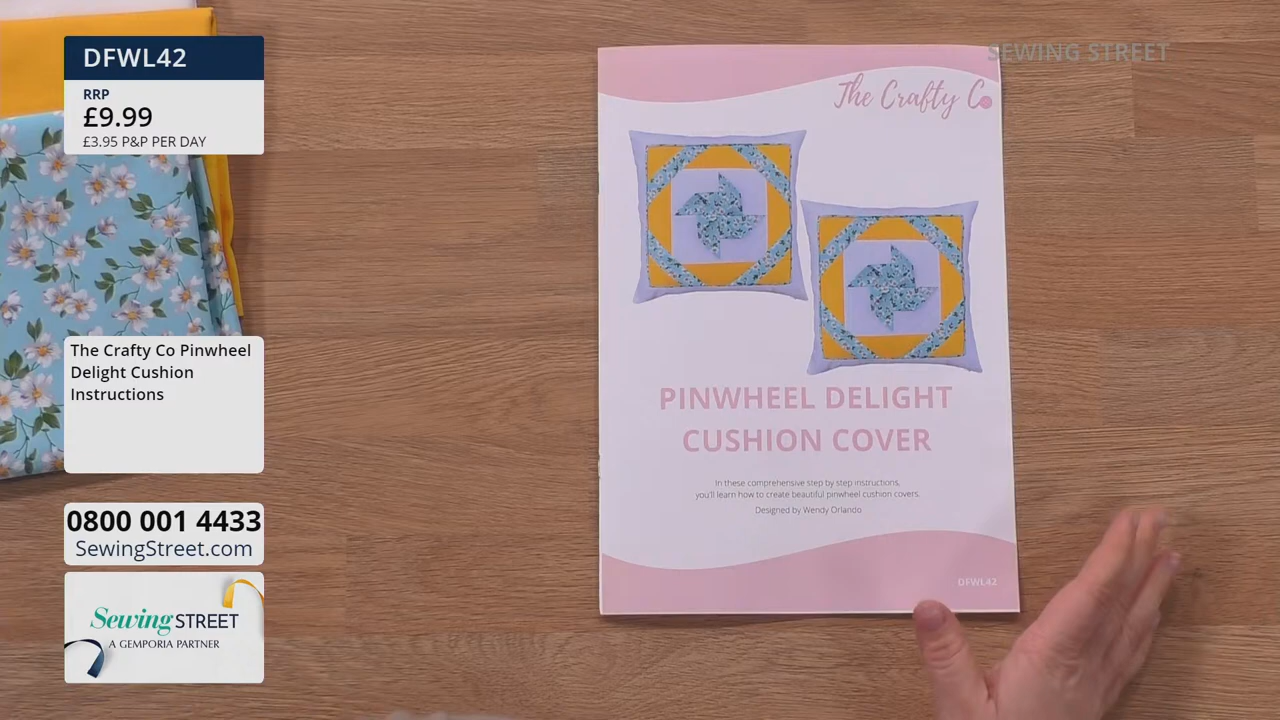 DFWL42
RRP
£9.99
£3.95 P&P PER DAY
The Crafty Co Pinwheel
Delight Cushion
Instructions
0800 001 4433
SewingStreet.com
Sewing STREET
A GEMPORIA PARTNER
SEWING STREET
The Crafty Co
PINWHEEL DELIGHT
CUSHION COVER
In these comprehensive step by step instructions,
you'll learn how to create beautiful pinwheel cushion covers.
Designed by Wendy Orlando
DFWL42